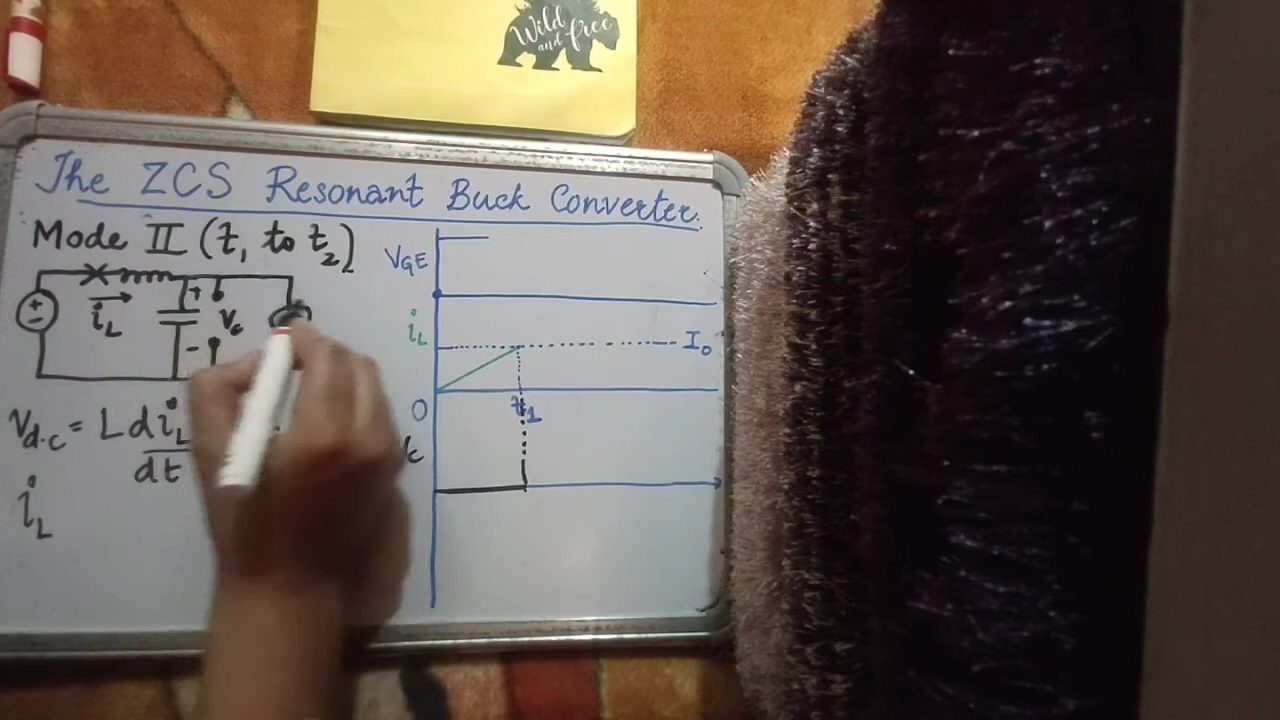 Wild
and free
The ZCS Resonant Buck Converter.
Mode II (t1 to t2)
+
iL
+
Vc
-
Vd.c = L diL
dt
iL
VGE
iL
I0
0
t1